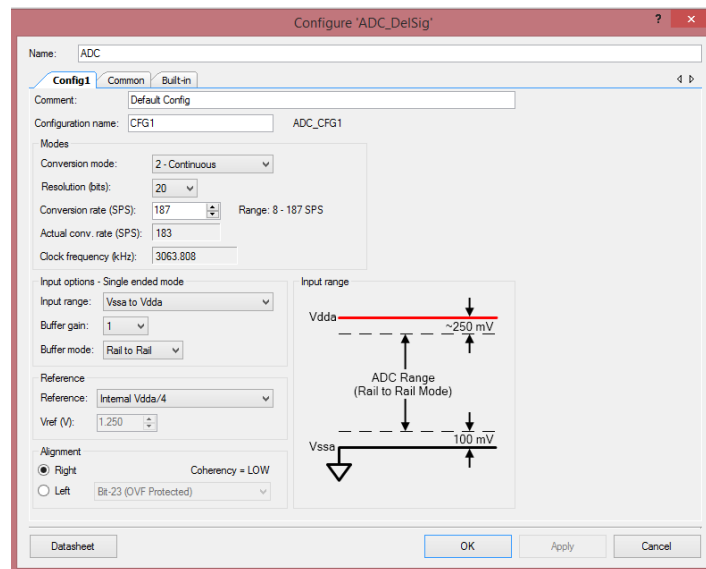 Configure 'ADC_DelSig'
?
×
Name: ADC
Config1 Common Built-in
Comment: Default Config
Configuration name: CFG1 ADC_CFG1
Modes
Conversion mode: 2 - Continuous
Resolution (bits): 20
Conversion rate (SPS): 187 Range: 8 - 187 SPS
Actual conv. rate (SPS): 183
Clock frequency (kHz): 3063.808
Input options - Single ended mode
Input range: Vssa to Vdda
Buffer gain: 1
Buffer mode: Rail to Rail
Reference
Reference: Internal Vdda/4
Vref (V): 1.250
Alignment
Right Coherency = LOW
Left Bit-23 (OVF Protected)
Input range
Vdda
~250 mV
ADC Range
(Rail to Rail Mode)
100 mV
Vssa
Datasheet OK Apply Cancel